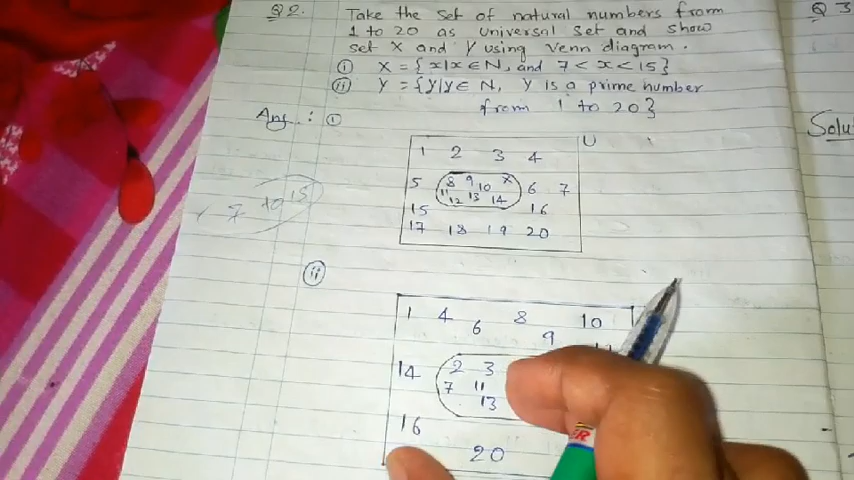 Q 2. Take the set of natural numbers from
Q 3
1 to 20 as universal set and show
set X and Y using Venn diagram.
(i) X = {x|x ∈ N, and 7 < x < 15}
(ii) Y = {Y|Y ∈ N, Y is a prime number
from 1 to 20}
Ans. : (i)
U
1 2 3 4
5 8 9 10 X 6 7
11 12 13 14
15 16
17 18 19 20
7 to 15
(ii)
1 4 6 8 10
9
14 2 3
7 11
13
16
20